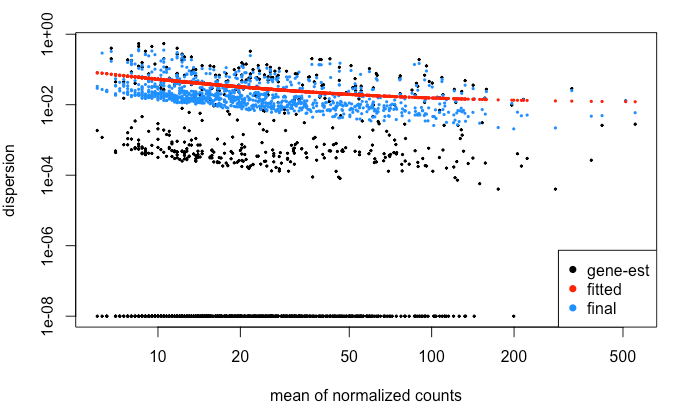 1e+00
1e-02
1e-04
1e-06
1e-08
dispersion
gene-est
fitted
final
10
20
50
100
200
500
mean of normalized counts